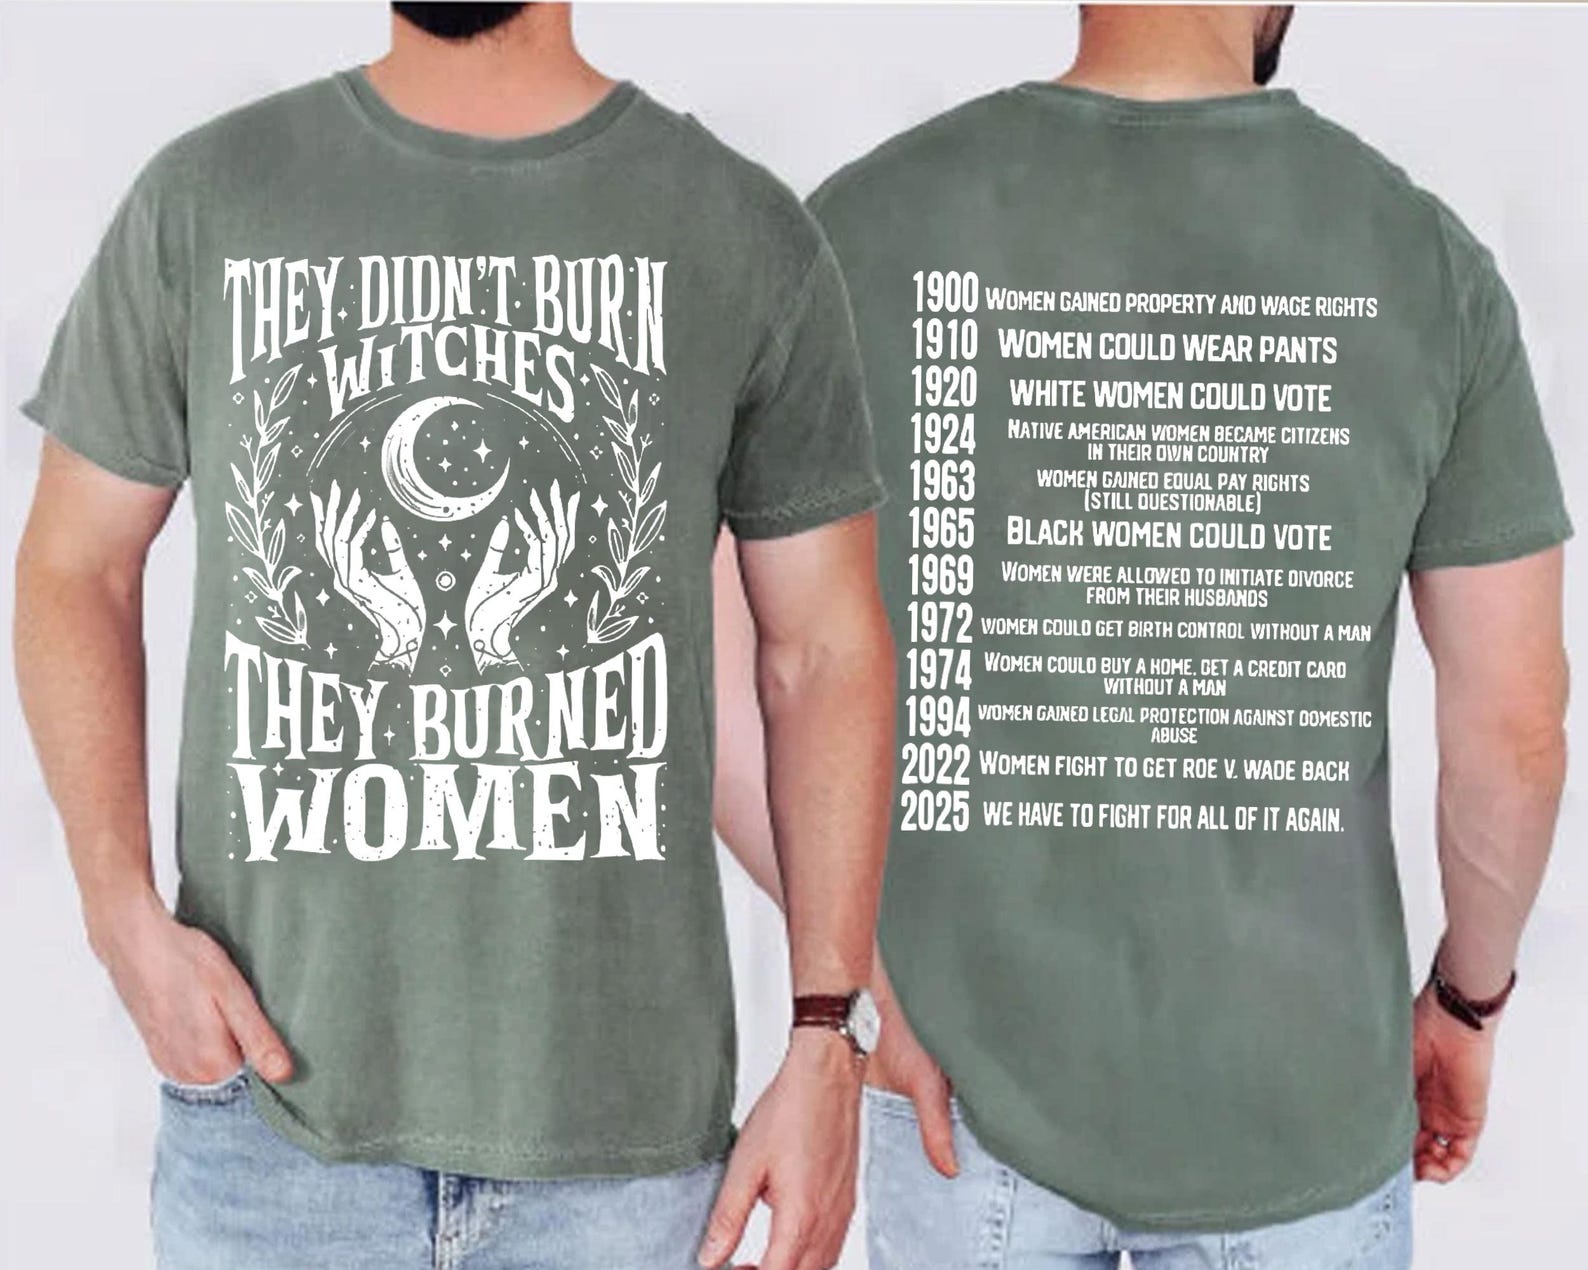 THEY DIDN'T BURN
WITCHES
THEY BURNED
WOMEN
1900 WOMEN GAINED PROPERTY AND WAGE RIGHTS
1910 WOMEN COULD WEAR PANTS
1920 WHITE WOMEN COULD VOTE
1924 NATIVE AMERICAN WOMEN BECAME CITIZENS
IN THEIR OWN COUNTRY
1963 WOMEN GAINED EQUAL PAY RIGHTS
(STILL QUESTIONABLE)
1965 BLACK WOMEN COULD VOTE
1969 WOMEN WERE ALLOWED TO INITIATE DIVORCE
FROM THEIR HUSBANDS
1972 WOMEN COULD GET BIRTH CONTROL WITHOUT A MAN
1974 WOMEN COULD BUY A HOME, GET A CREDIT CARD
WITHOUT A MAN
1994 WOMEN GAINED LEGAL PROTECTION AGAINST DOMESTIC
ABUSE
2022 WOMEN FIGHT TO GET ROE V. WADE BACK
2025 WE HAVE TO FIGHT FOR ALL OF IT AGAIN.